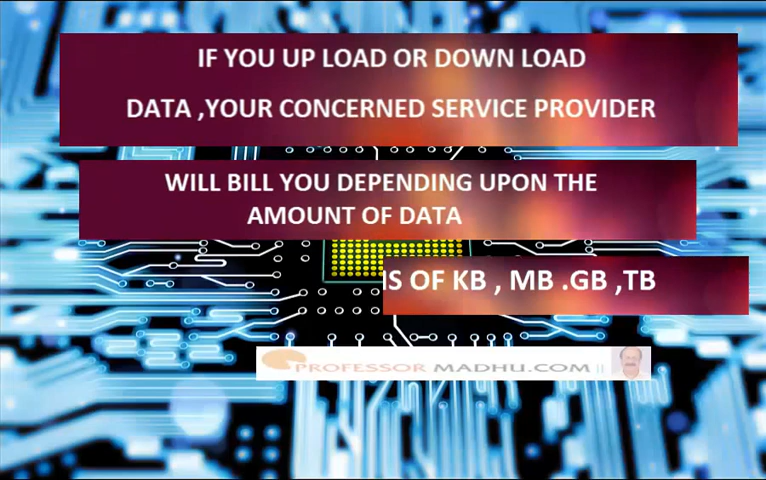 IF YOU UP LOAD OR DOWN LOAD
DATA ,YOUR CONCERNED SERVICE PROVIDER
WILL BILL YOU DEPENDING UPON THE
AMOUNT OF DATA
OF KB , MB .GB ,TB
PROFESSOR MADHU.COM ||